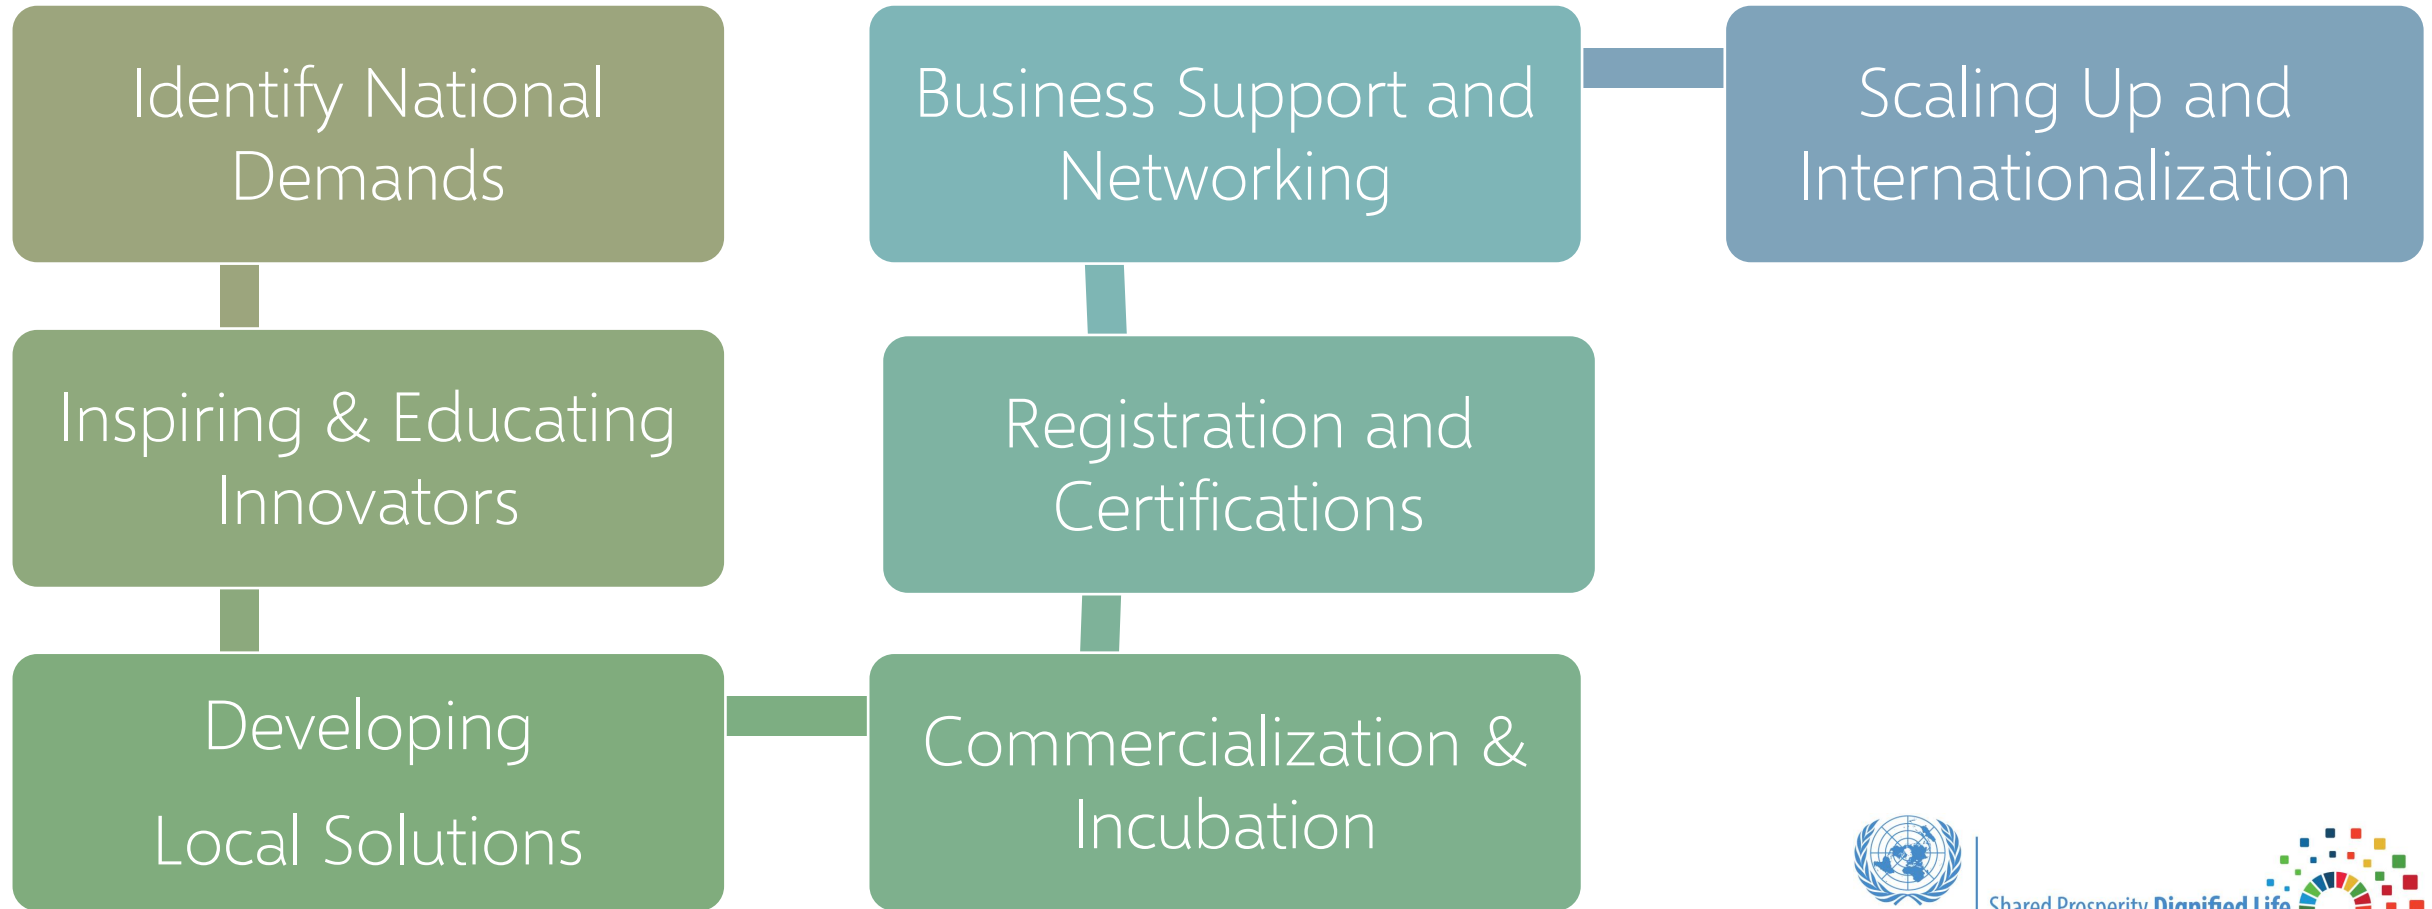 Identify National
Demands
Inspiring & Educating
Innovators
Developing
Local Solutions
Commercialization &
Incubation
Registration and
Certifications
Business Support and
Networking
Scaling Up and
Internationalization
Shared Prosperity Dignified Life